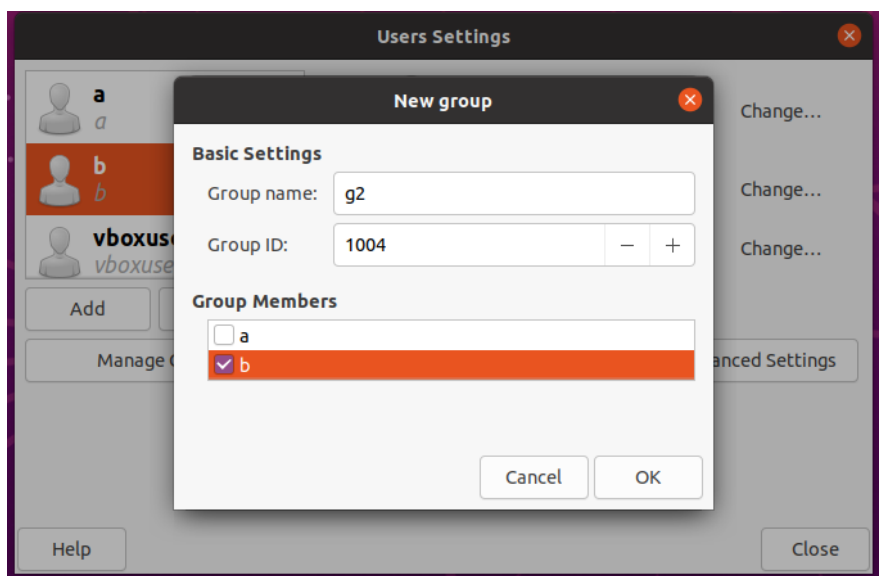 Users Settings
a
a
Change...
b
b
Change...
vboxuse
vboxuse
Change...
Add
Manage
anced Settings
Help
Close
New group
Basic Settings
Group name: g2
Group ID: 1004 − +
Group Members
a
b
Cancel OK